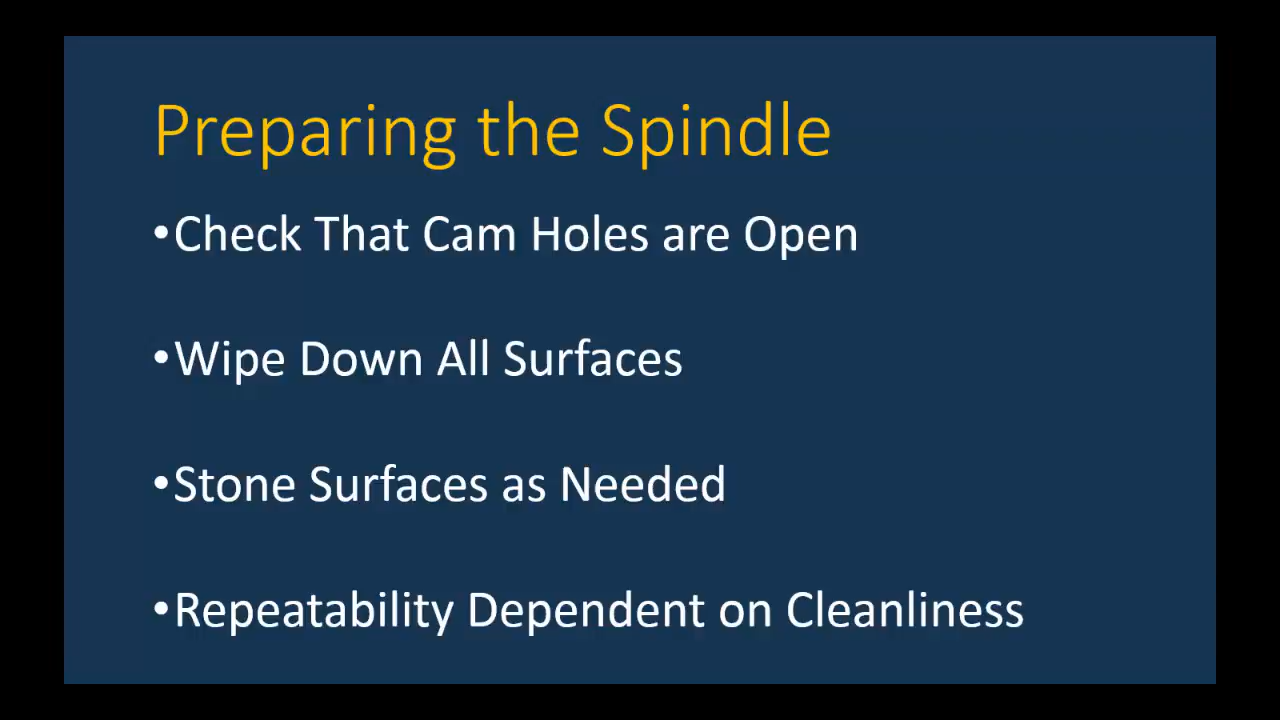 Preparing the Spindle
•Check That Cam Holes are Open
•Wipe Down All Surfaces
•Stone Surfaces as Needed
•Repeatability Dependent on Cleanliness